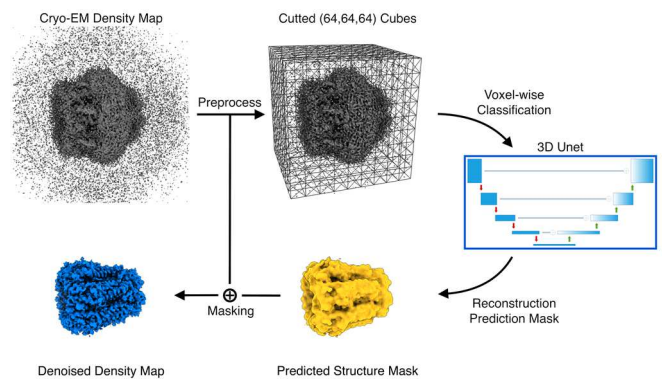 Cryo-EM Density Map
Cutted (64,64,64) Cubes
Preprocess
Voxel-wise
Classification
3D Unet
Masking
Reconstruction
Prediction Mask
Denoised Density Map
Predicted Structure Mask